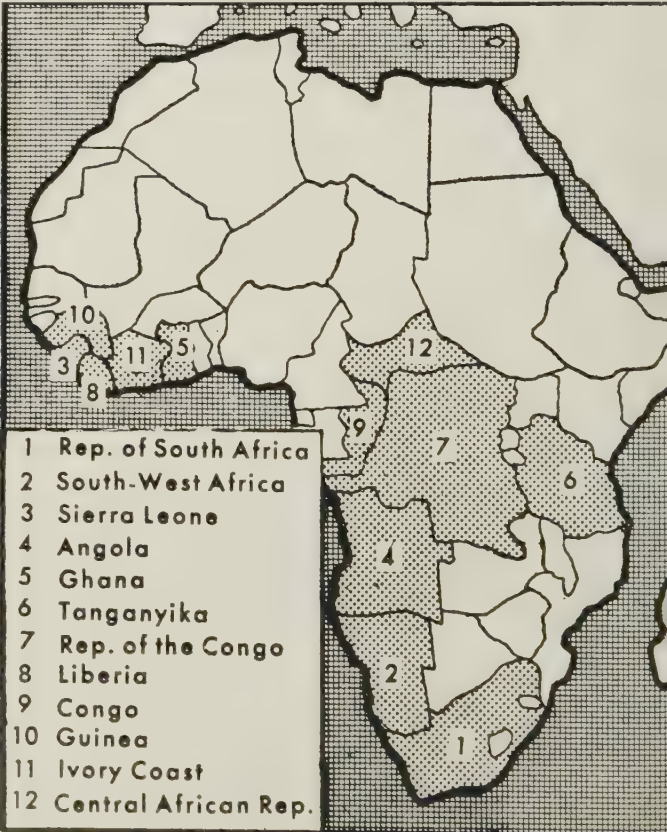 10
3
11
5
8
12
9
7
6
4
2
1
1 Rep. of South Africa
2 South-West Africa
3 Sierra Leone
4 Angola
5 Ghana
6 Tanganyika
7 Rep. of the Congo
8 Liberia
9 Congo
10 Guinea
11 Ivory Coast
12 Central African Rep.